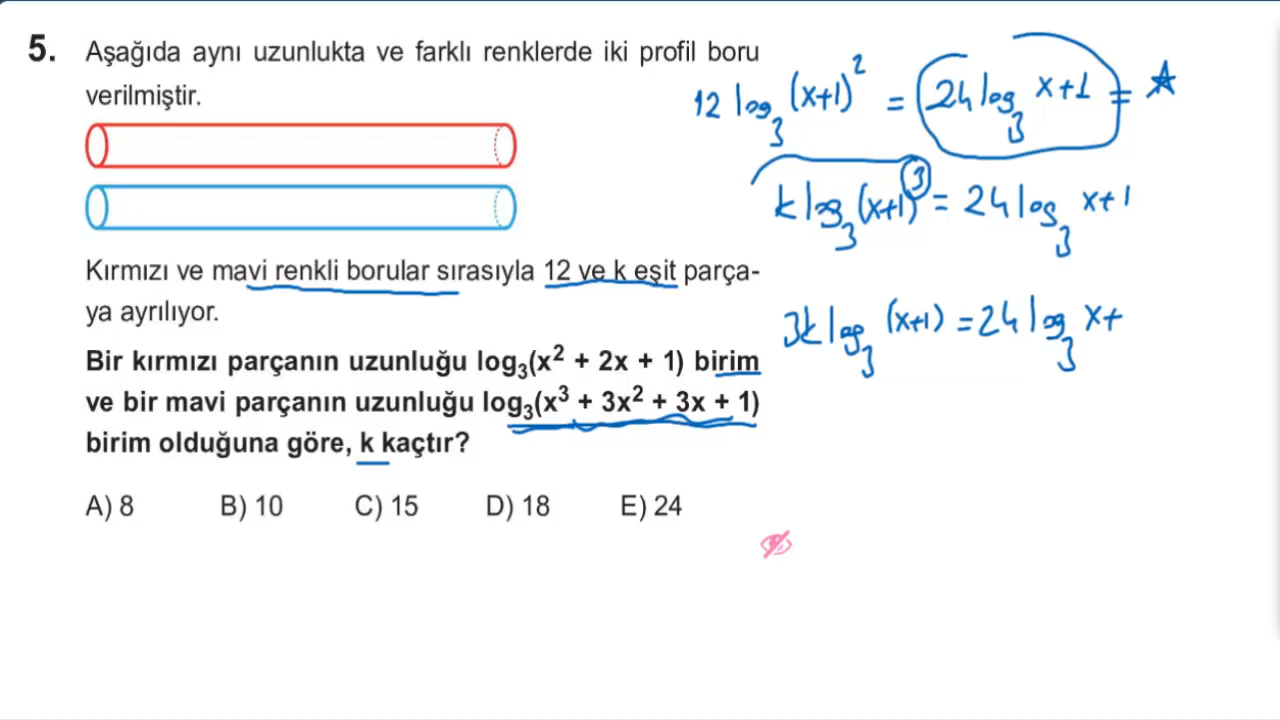 5. Aşağıda aynı uzunlukta ve farklı renklerde iki profil boru
verilmiştir.
Kırmızı ve mavi renkli borular sırasıyla 12 ve k eşit parça-
ya ayrılıyor.
Bir kırmızı parçanın uzunluğu log₃(x² + 2x + 1) birim
ve bir mavi parçanın uzunluğu log₃(x³ + 3x² + 3x + 1)
birim olduğuna göre, k kaçtır?
A) 8 B) 10 C) 15 D) 18 E) 24
12 log₃ (x+1)² = 24 log₃ x+1 = ★
k log₃ (x+1)³ = 24 log₃ x+1
3k log₃ (x+1) = 24 log₃ x+